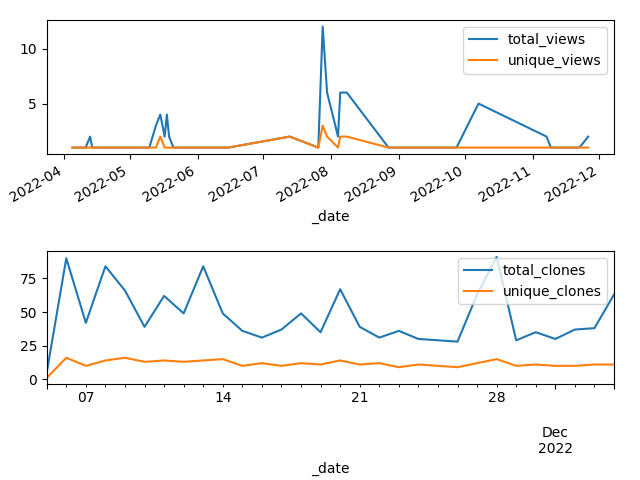 10
5
total_views
unique_views
2022-04
2022-05
2022-06
2022-07
2022-08
2022-09
2022-10
2022-11
2022-12
_date
75
50
25
0
total_clones
unique_clones
07
14
21
28
Dec
2022
_date